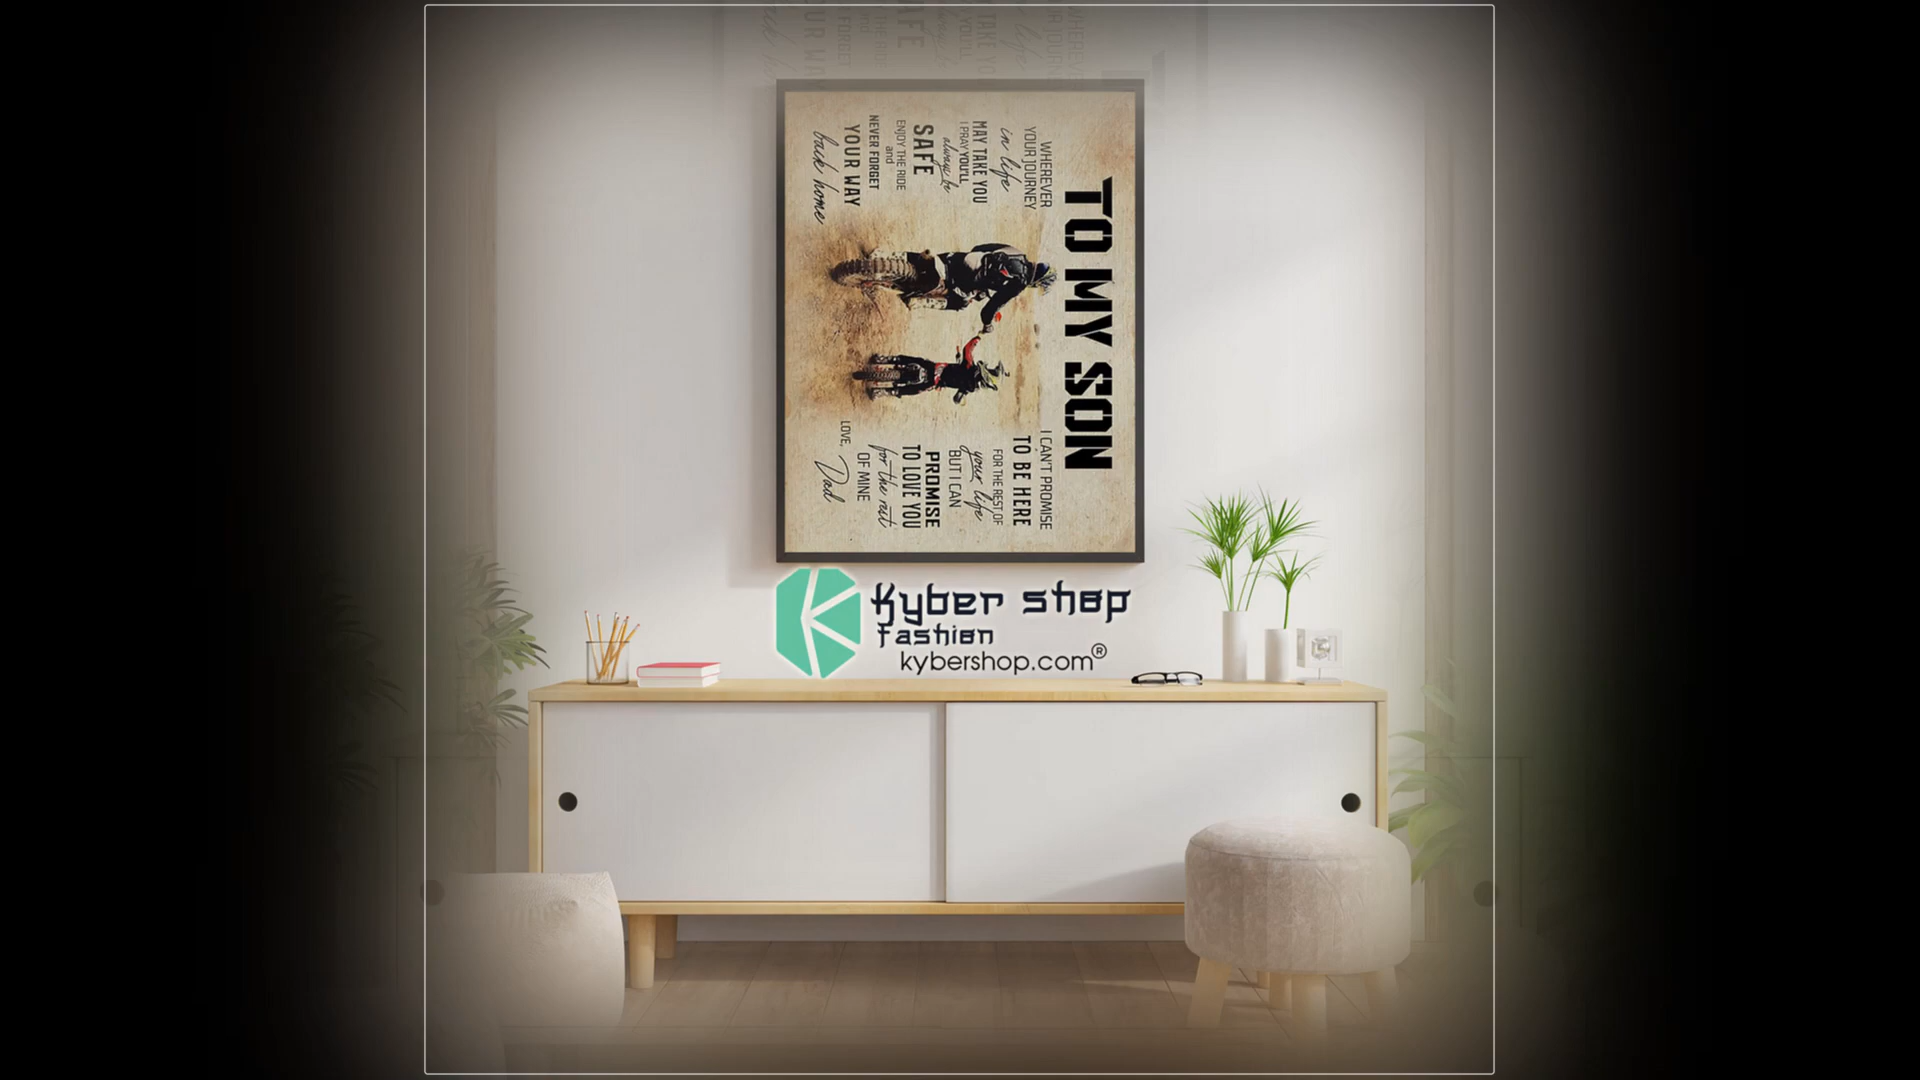 TO MY SON
WHEREVER
YOUR JOURNEY
in life
MAY TAKE YOU
I PRAY YOU'LL
always be
SAFE
ENJOY THE RIDE
and
NEVER FORGET
YOUR WAY
back home
I CAN'T PROMISE
TO BE HERE
FOR THE REST OF
your life
BUT I CAN
PROMISE
TO LOVE YOU
for the rest
OF MINE
LOVE,
Dad
Kyber shop
fashion
kybershop.com®